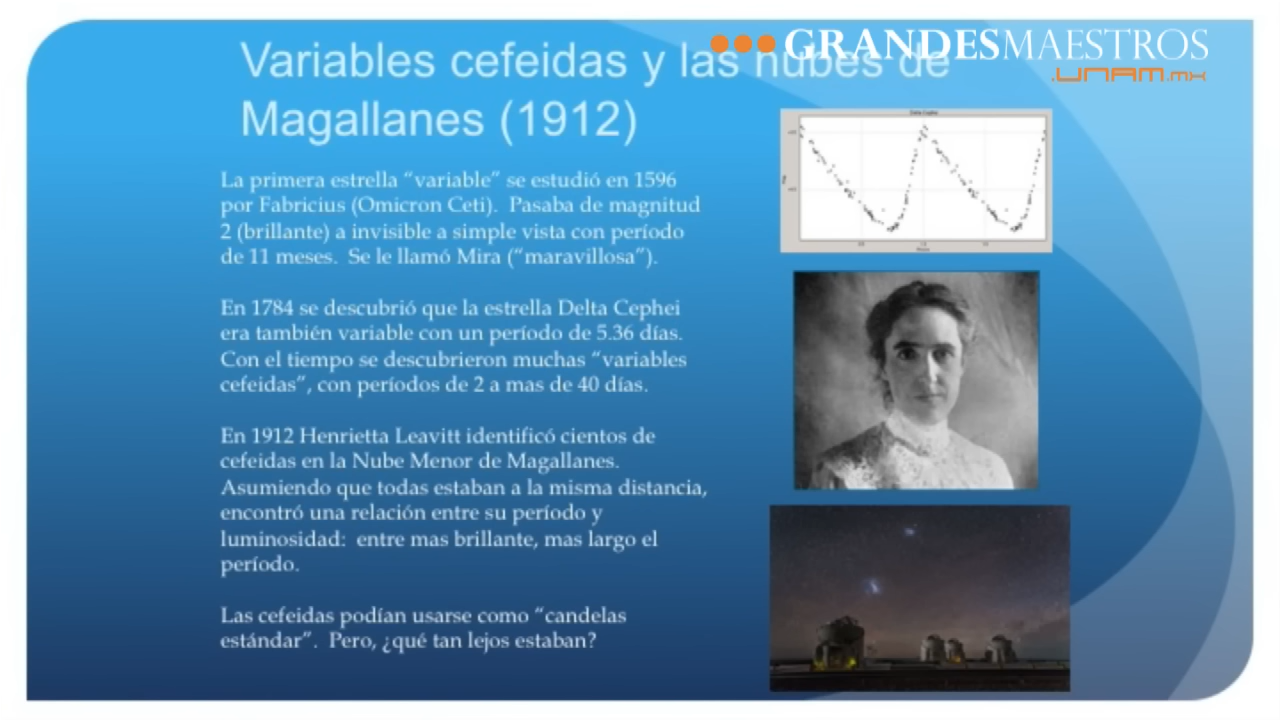 GRANDESMAESTROS
.UNAM.mx
Variables cefeidas y las nubes de
Magallanes (1912)
Delta Cephei
La primera estrella “variable” se estudió en 1596
por Fabricius (Omicron Ceti).  Pasaba de magnitud
2 (brillante) a invisible a simple vista con período
de 11 meses.  Se le llamó Mira (“maravillosa”).
En 1784 se descubrió que la estrella Delta Cephei
era también variable con un período de 5.36 días.
Con el tiempo se descubrieron muchas “variables
cefeidas”, con períodos de 2 a mas de 40 días.
En 1912 Henrietta Leavitt identificó cientos de
cefeidas en la Nube Menor de Magallanes.
Asumiendo que todas estaban a la misma distancia,
encontró una relación entre su período y
luminosidad:  entre mas brillante, mas largo el
período.
Las cefeidas podían usarse como “candelas
estándar”.  Pero, ¿qué tan lejos estaban?